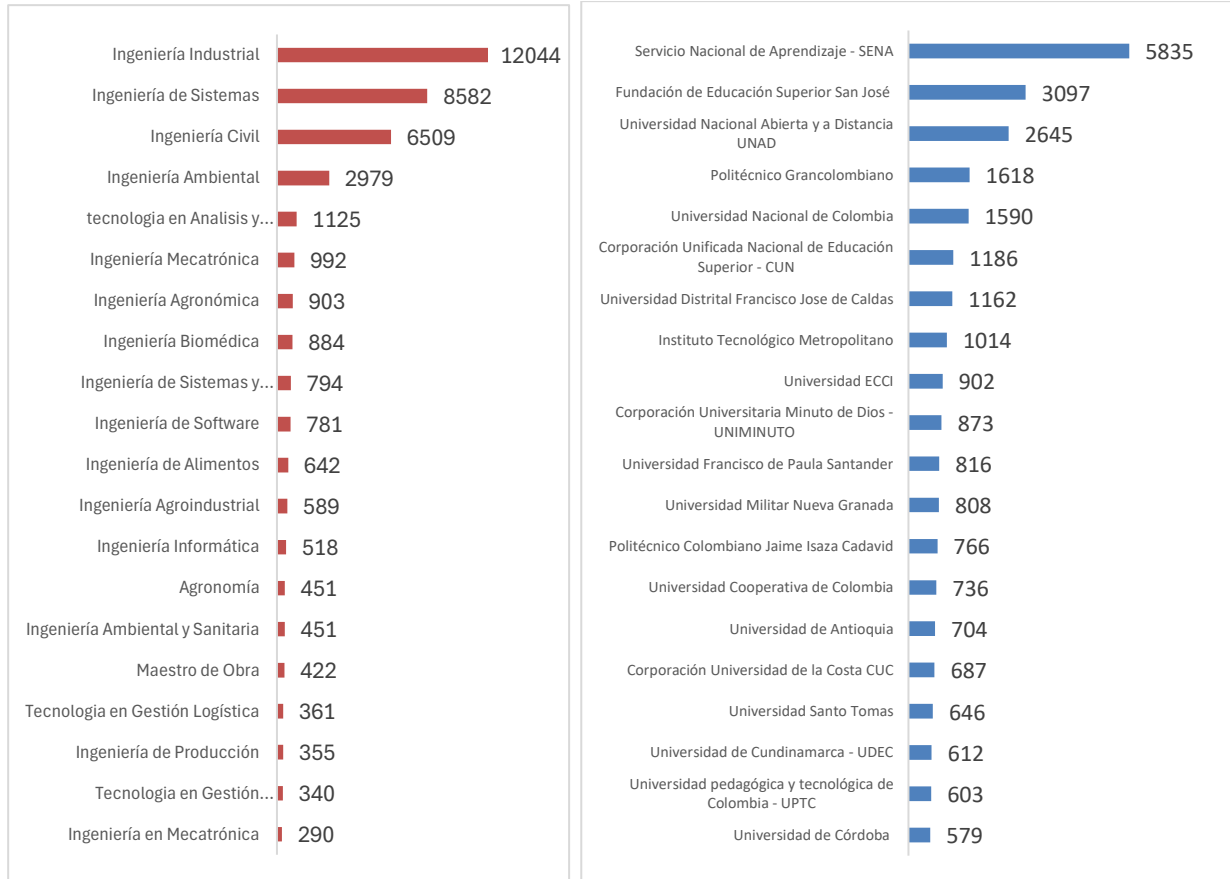 Ingeniería Industrial 12044
Ingeniería de Sistemas 8582
Ingeniería Civil 6509
Ingeniería Ambiental 2979
tecnologia en Analisis y... 1125
Ingeniería Mecatrónica 992
Ingeniería Agronómica 903
Ingeniería Biomédica 884
Ingeniería de Sistemas y... 794
Ingeniería de Software 781
Ingeniería de Alimentos 642
Ingeniería Agroindustrial 589
Ingeniería Informática 518
Agronomía 451
Ingeniería Ambiental y Sanitaria 451
Maestro de Obra 422
Tecnologia en Gestión Logística 361
Ingeniería de Producción 355
Tecnologia en Gestión... 340
Ingeniería en Mecatrónica 290
Servicio Nacional de Aprendizaje - SENA 5835
Fundación de Educación Superior San José 3097
Universidad Nacional Abierta y a Distancia
UNAD 2645
Politécnico Grancolombiano 1618
Universidad Nacional de Colombia 1590
Corporación Unificada Nacional de Educación
Superior - CUN 1186
Universidad Distrital Francisco Jose de Caldas 1162
Instituto Tecnológico Metropolitano 1014
Universidad ECCI 902
Corporación Universitaria Minuto de Dios -
UNIMINUTO 873
Universidad Francisco de Paula Santander 816
Universidad Militar Nueva Granada 808
Politécnico Colombiano Jaime Isaza Cadavid 766
Universidad Cooperativa de Colombia 736
Universidad de Antioquia 704
Corporación Universidad de la Costa CUC 687
Universidad Santo Tomas 646
Universidad de Cundinamarca - UDEC 612
Universidad pedagógica y tecnológica de
Colombia - UPTC 603
Universidad de Córdoba 579